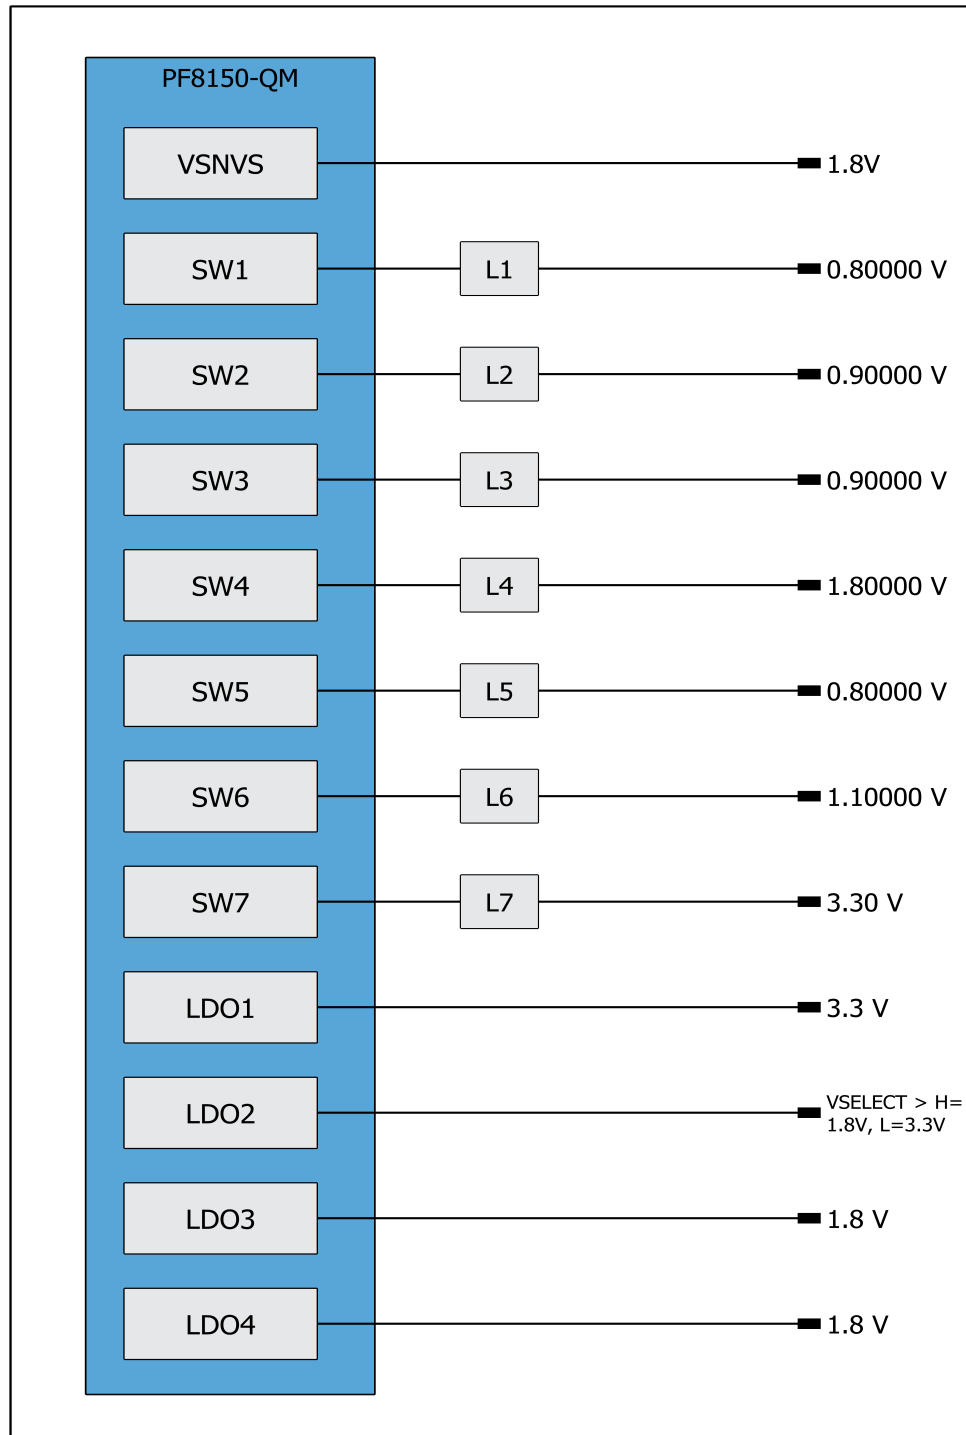 PF8150-QM
VSNVS 1.8V
SW1 L1 0.80000 V
SW2 L2 0.90000 V
SW3 L3 0.90000 V
SW4 L4 1.80000 V
SW5 L5 0.80000 V
SW6 L6 1.10000 V
SW7 L7 3.30 V
LDO1 3.3 V
LDO2 VSELECT > H=
1.8V, L=3.3V
LDO3 1.8 V
LDO4 1.8 V